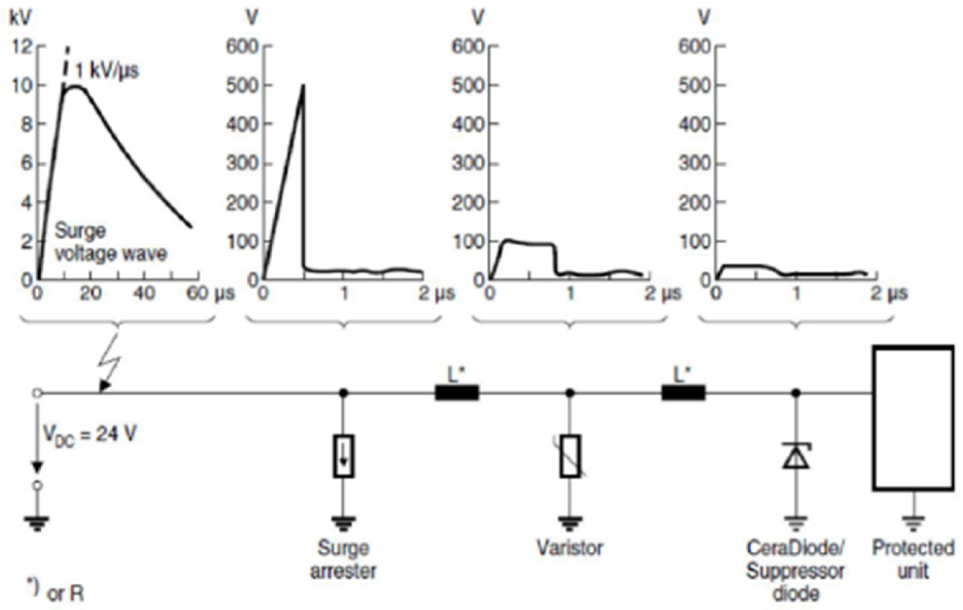 kV
12
10
8
6
4
2
0
1 kV/µs
Surge
voltage wave
0 20 40 60 µs
V
600
500
400
300
200
100
0
0 1 2 µs
V
600
500
400
300
200
100
0
0 1 2 µs
V
600
500
400
300
200
100
0
0 1 2 µs
L*
L*
VDC = 24 V
Surge
arrester
Varistor
CeraDiode/
Suppressor
diode
Protected
unit
*) or R